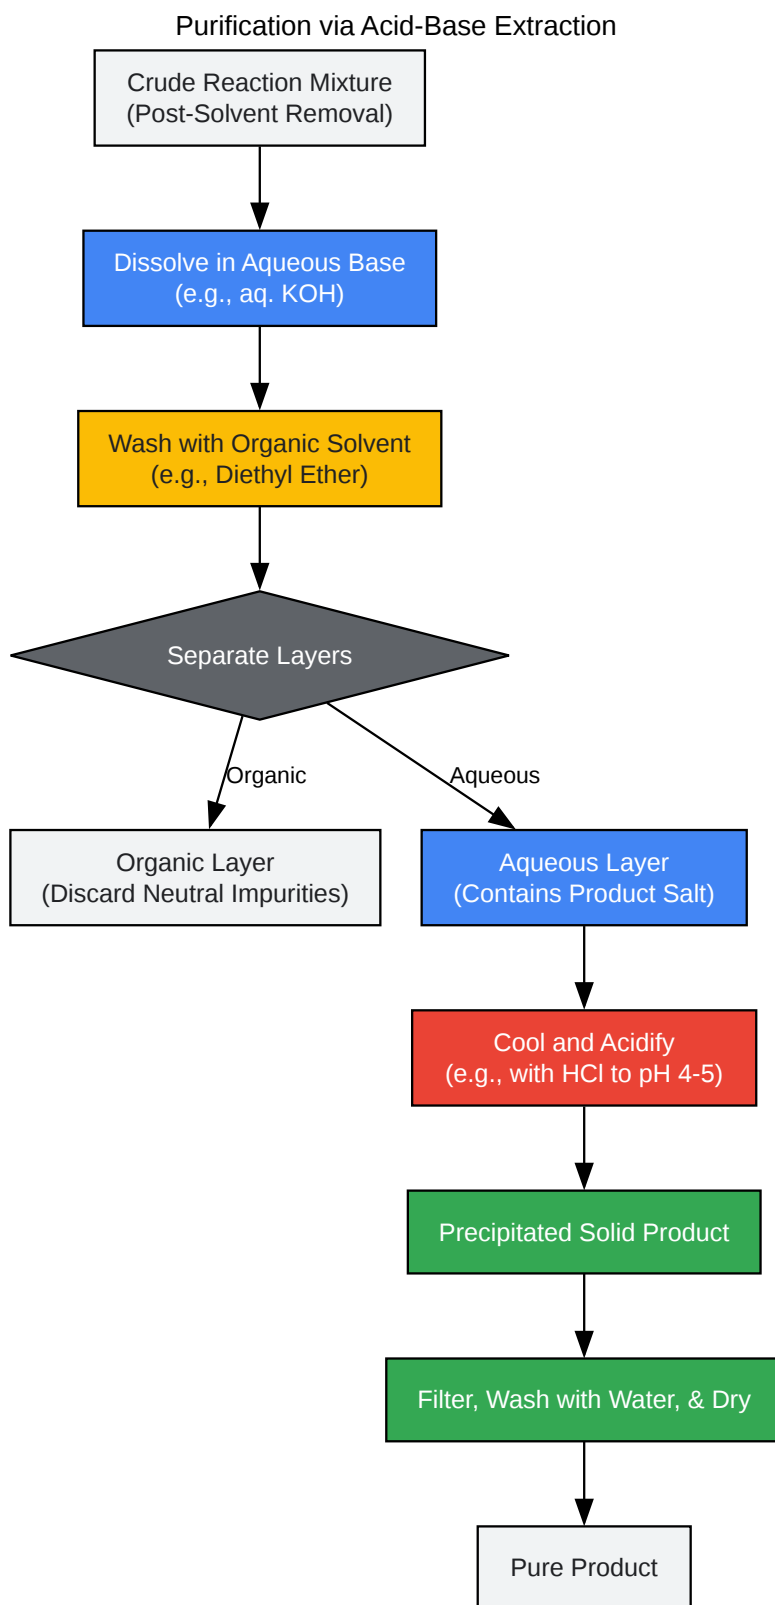 Purification via Acid-Base Extraction
Crude Reaction Mixture
(Post-Solvent Removal)
Dissolve in Aqueous Base
(e.g., aq. KOH)
Wash with Organic Solvent
(e.g., Diethyl Ether)
Separate Layers
Organic
Aqueous
Organic Layer
(Discard Neutral Impurities)
Aqueous Layer
(Contains Product Salt)
Cool and Acidify
(e.g., with HCl to pH 4-5)
Precipitated Solid Product
Filter, Wash with Water, & Dry
Pure Product